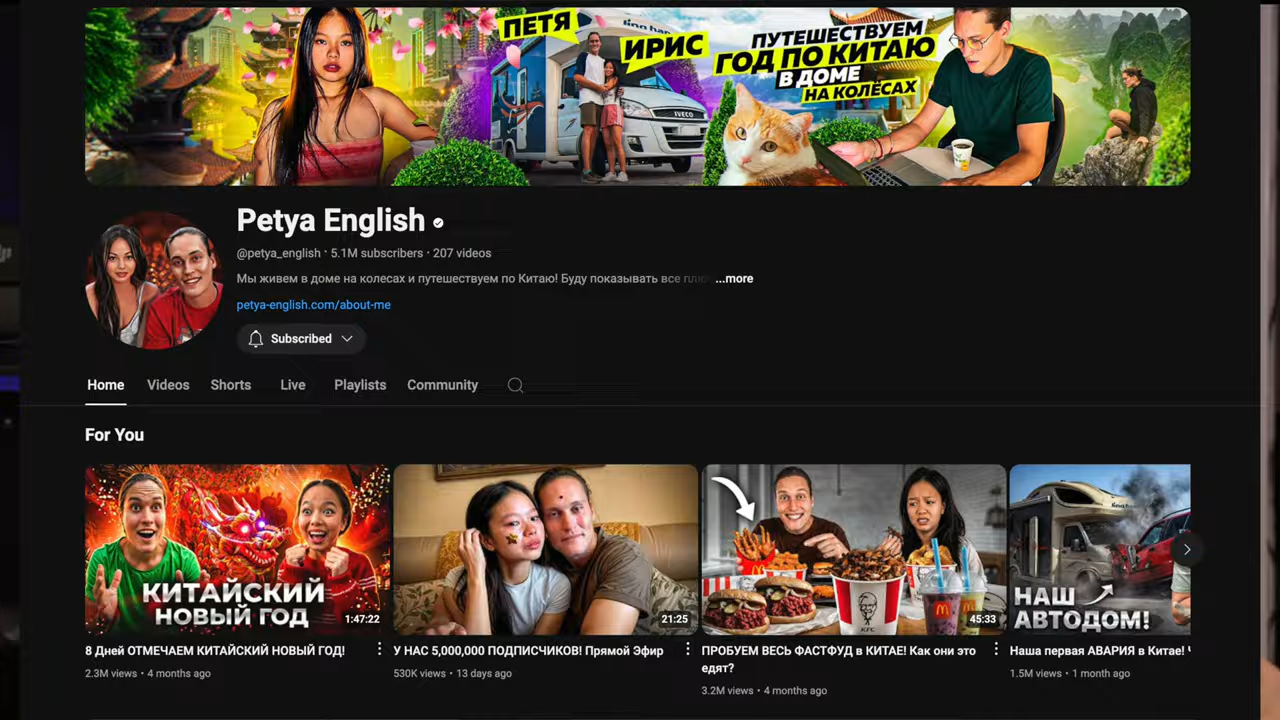 ПЕТЯ
ИРИС
ПУТЕШЕСТВУЕМ
ГОД ПО КИТАЮ
В ДОМЕ
НА КОЛЁСАХ
IVECO
Petya English
@petya_english · 5.1M subscribers · 207 videos
Мы живем в доме на колесах и путешествуем по Китаю! Буду показывать все ...more
petya-english.com/about-me
Subscribed
Home Videos Shorts Live Playlists Community
For You
КИТАЙСКИЙ
НОВЫЙ ГОД
1:47:22
21:25
KFC
45:33
НАШ
АВТОДОМ!
8 Дней ОТМЕЧАЕМ КИТАЙСКИЙ НОВЫЙ ГОД!
2.3M views · 4 months ago
У НАС 5,000,000 ПОДПИСЧИКОВ! Прямой Эфир
530K views · 13 days ago
ПРОБУЕМ ВЕСЬ ФАСТФУД в КИТАЕ! Как они это
едят?
3.2M views · 4 months ago
Наша первая АВАРИЯ в Китае!
1.5M views · 1 month ago